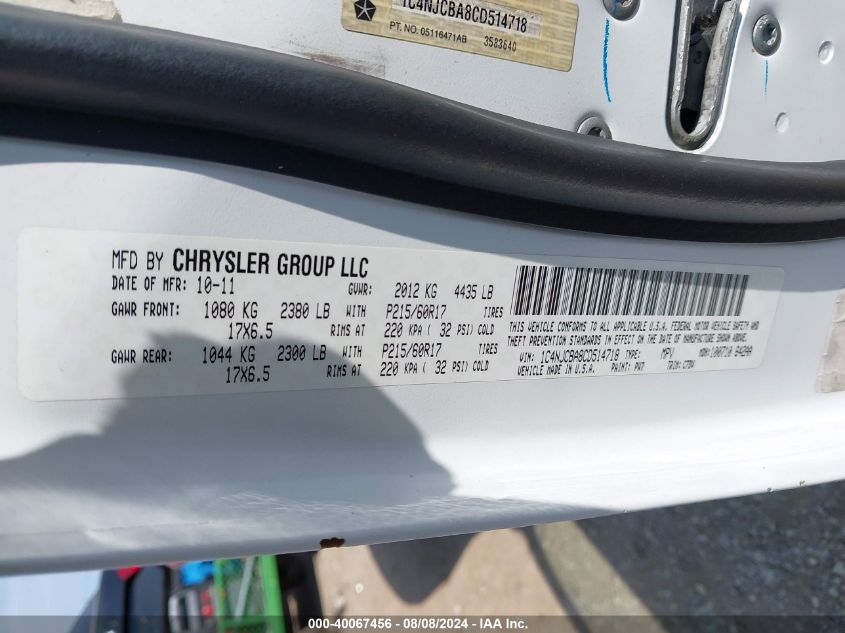 1C4NJCBA8CD514718
PT. NO. 05116471AB 3583640
MFD BY CHRYSLER GROUP LLC
DATE OF MFR: 10-11 GVWR: 2012 KG 4435 LB
GAWR FRONT: 1080 KG 2380 LB WITH P215/60R17 TIRES
17X6.5 RIMS AT 220 KPA ( 32 PSI) COLD
GAWR REAR: 1044 KG 2300 LB WITH P215/60R17 TIRES
17X6.5 RIMS AT 220 KPA ( 32 PSI) COLD
THIS VEHICLE CONFORMS TO ALL APPLICABLE U.S.A. FEDERAL MOTOR VEHICLE SAFETY AND
THEFT PREVENTION STANDARDS IN EFFECT ON THE DATE OF MANUFACTURE SHOWN ABOVE.
VIN: 1C4NJCBA8CD514718 TYPE: MPV MDH: 100710
VEHICLE MADE IN U.S.A. PAINT: PW7 TRIM:
000-40067456 - 08/08/2024 - IAA Inc.